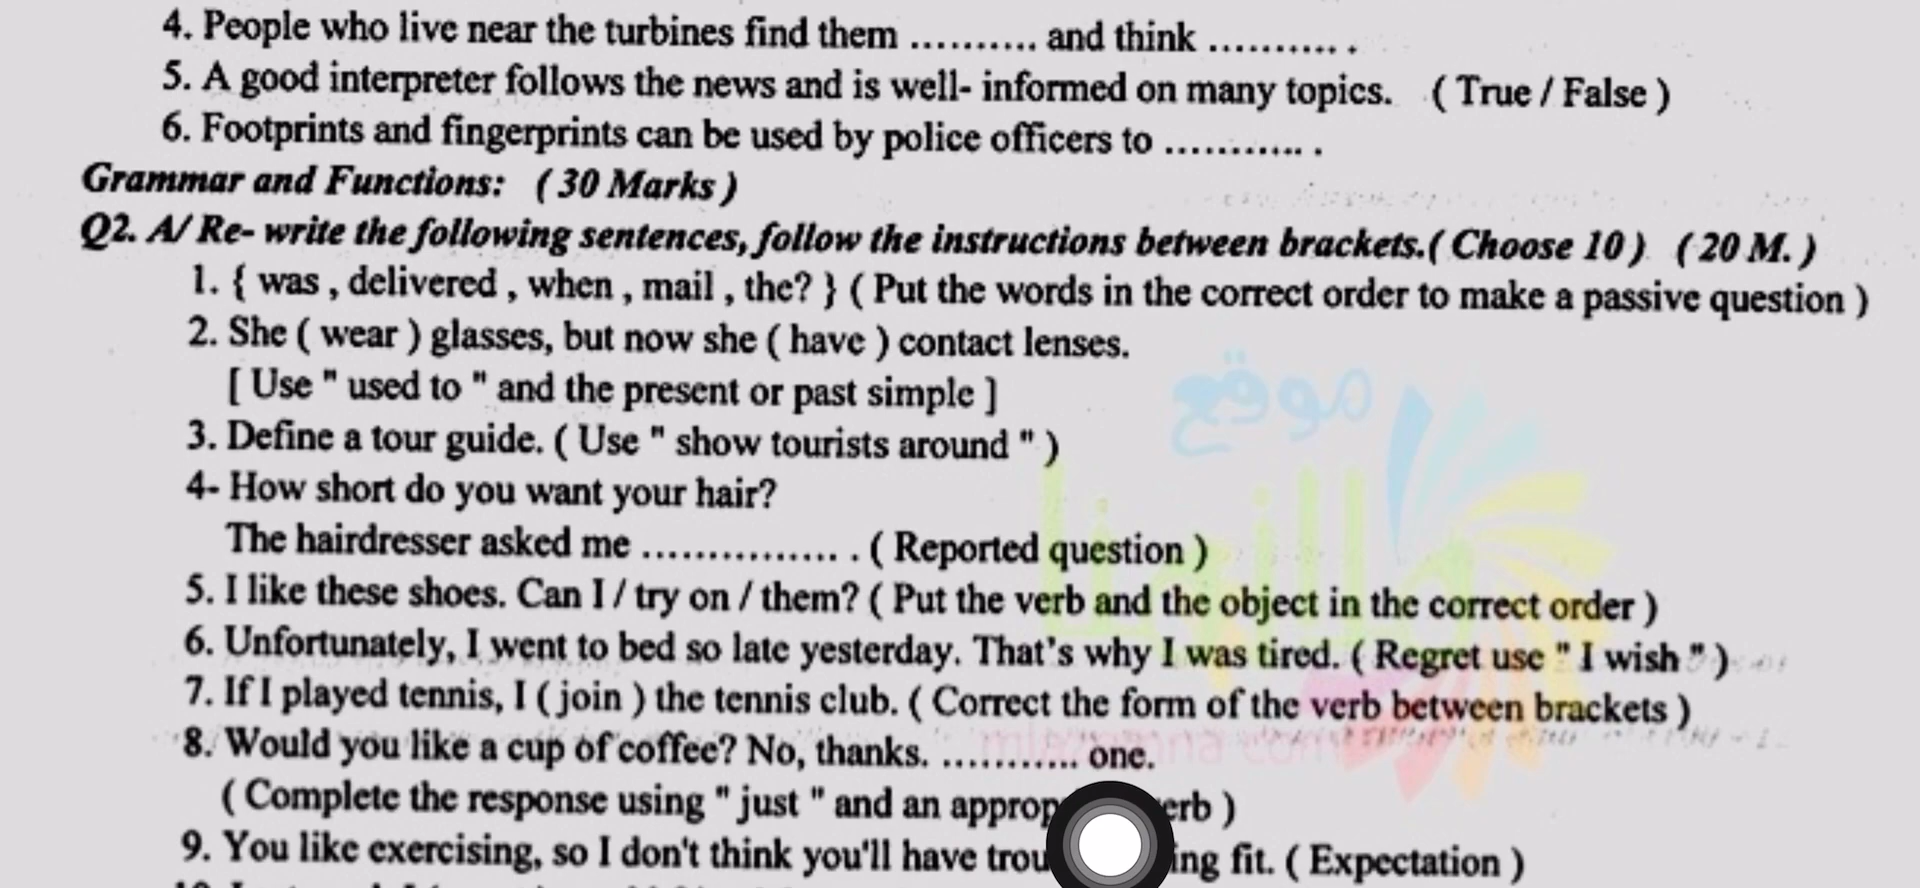 4. People who live near the turbines find them .......... and think ........... .
5. A good interpreter follows the news and is well- informed on many topics. ( True / False )
6. Footprints and fingerprints can be used by police officers to ............ .
Grammar and Functions: ( 30 Marks )
Q2. A/ Re- write the following sentences, follow the instructions between brackets.( Choose 10 ) ( 20 M. )
1. { was , delivered , when , mail , the? } ( Put the words in the correct order to make a passive question )
2. She ( wear ) glasses, but now she ( have ) contact lenses.
[ Use " used to " and the present or past simple ]
3. Define a tour guide. ( Use " show tourists around " )
4- How short do you want your hair?
The hairdresser asked me ............... . ( Reported question )
5. I like these shoes. Can I / try on / them? ( Put the verb and the object in the correct order )
6. Unfortunately, I went to bed so late yesterday. That's why I was tired. ( Regret use " I wish " )
7. If I played tennis, I ( join ) the tennis club. ( Correct the form of the verb between brackets )
8. Would you like a cup of coffee? No, thanks. ........... one.
( Complete the response using " just " and an approp erb )
9. You like exercising, so I don't think you'll have trou ing fit. ( Expectation )
موقع
ملازمنا